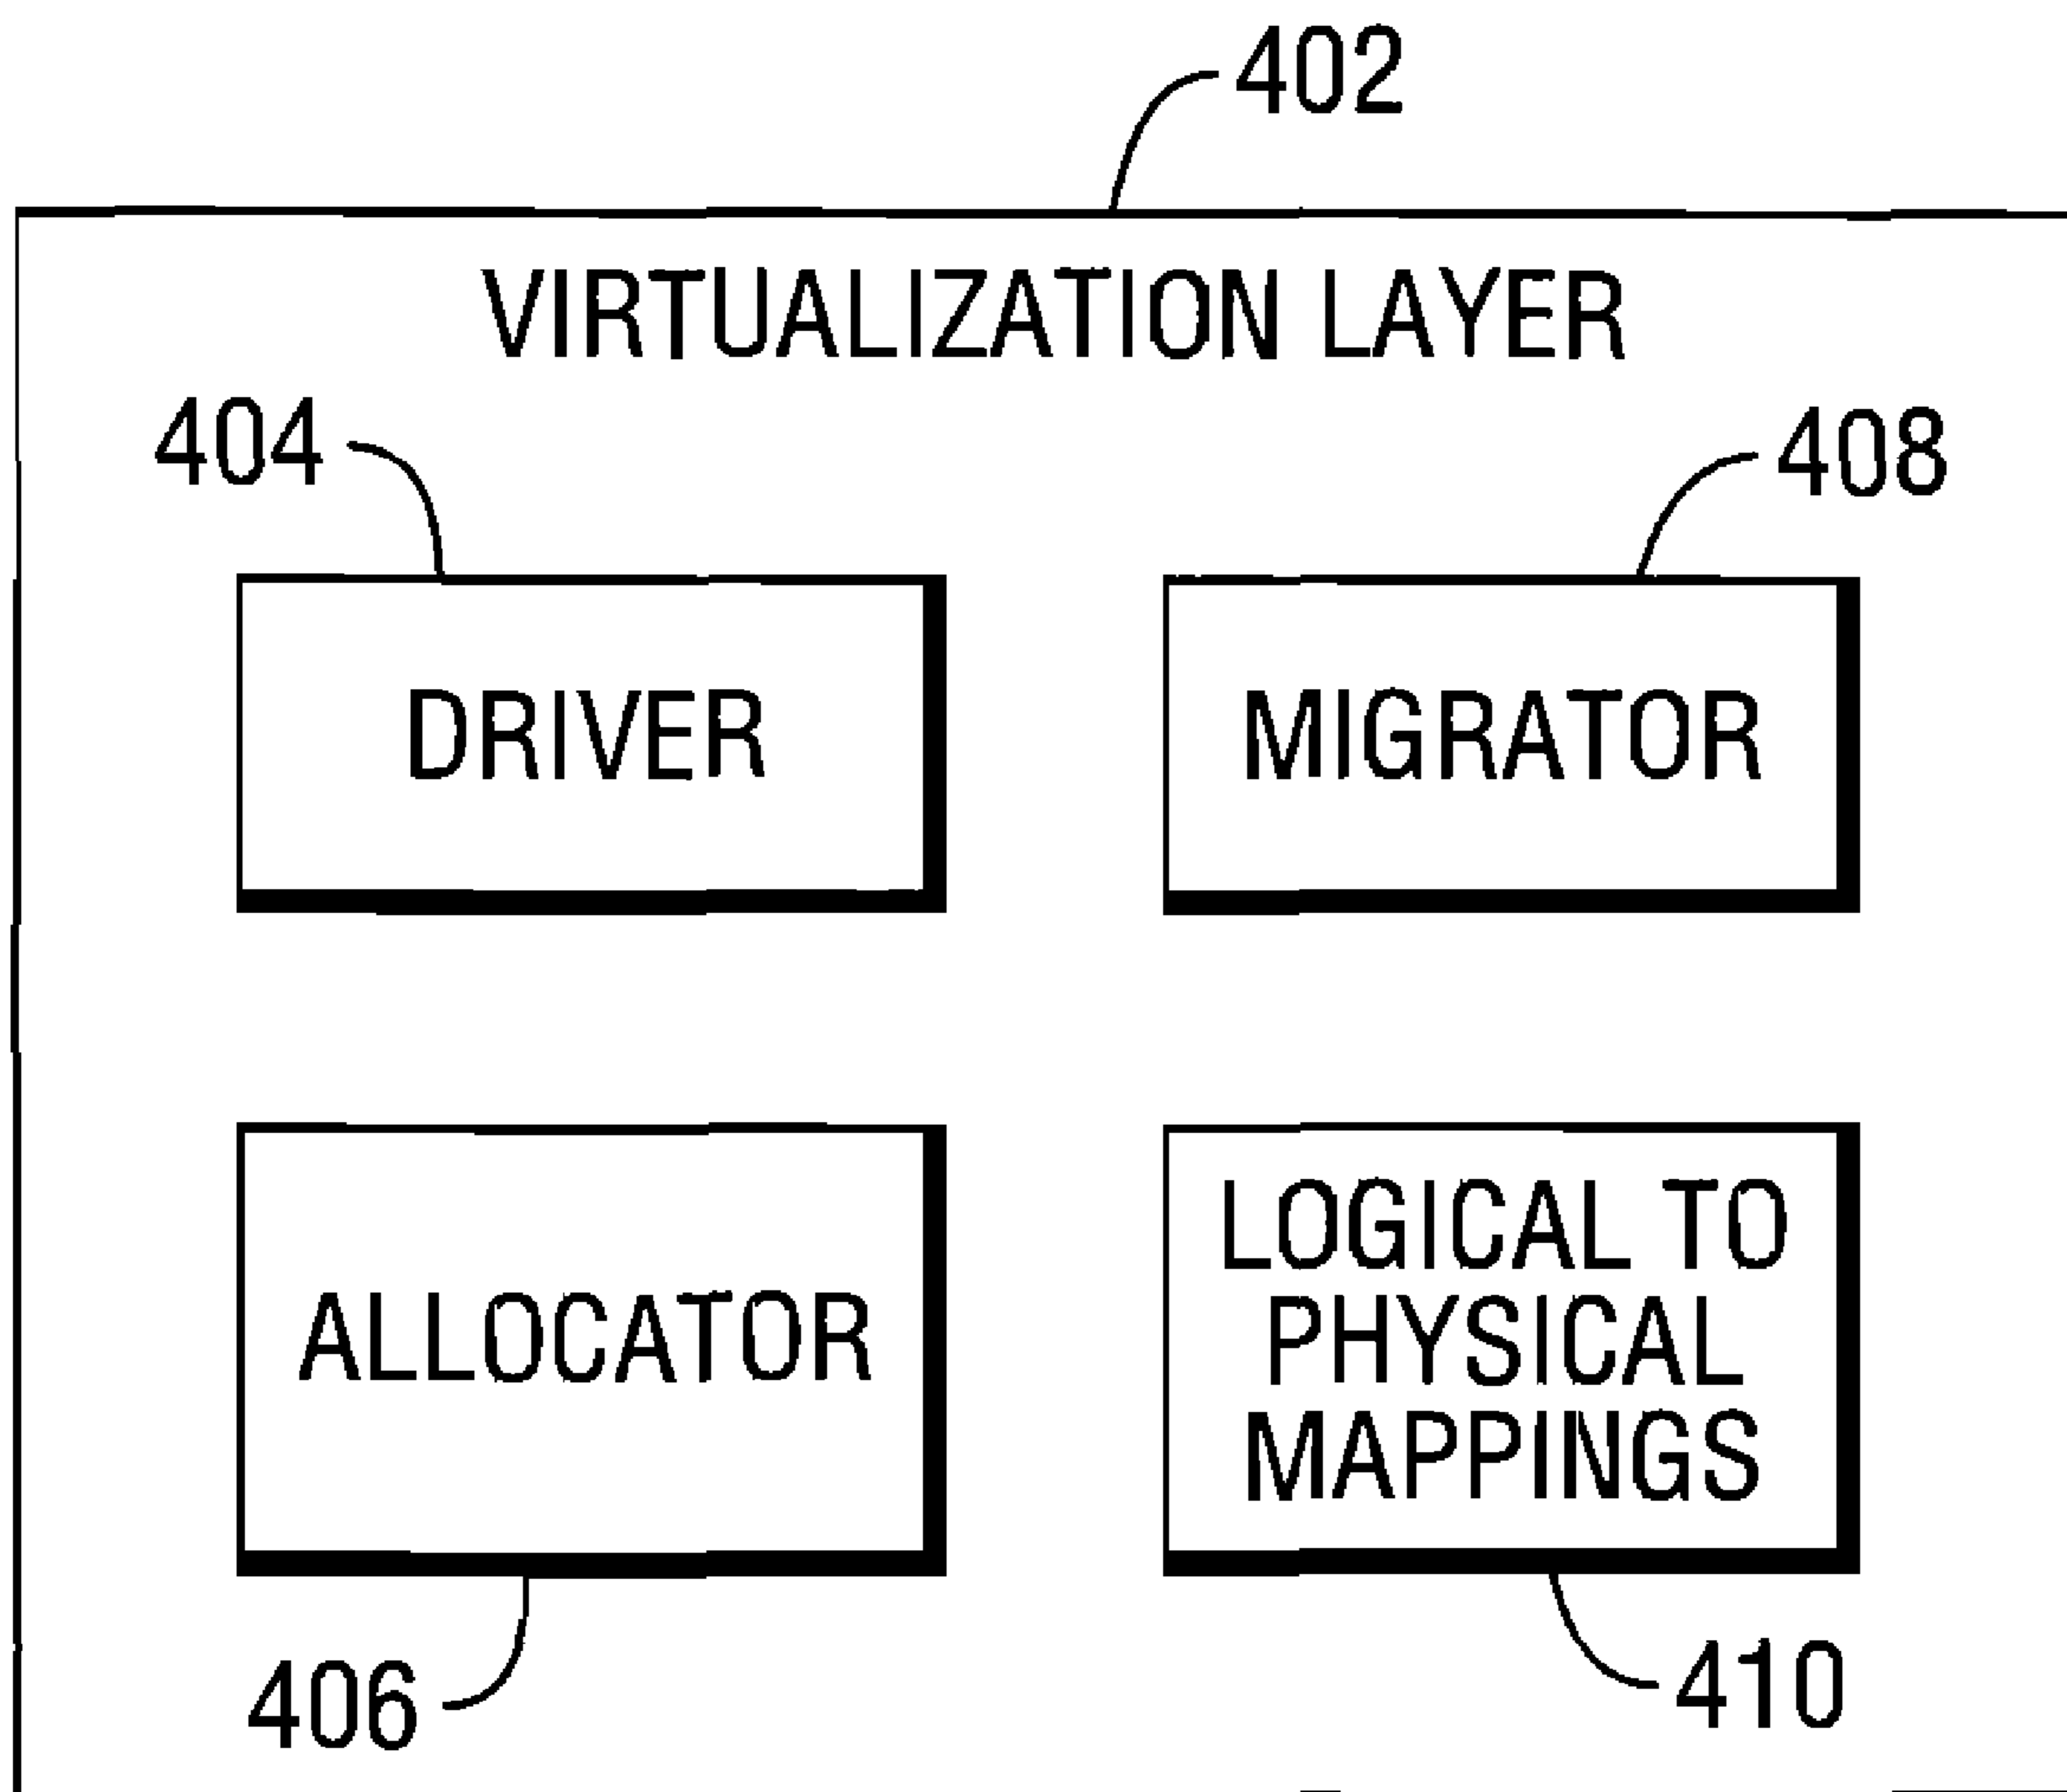 402
VIRTUALIZATION LAYER
404
408
DRIVER
MIGRATOR
ALLOCATOR
LOGICAL TO
PHYSICAL
MAPPINGS
406
410